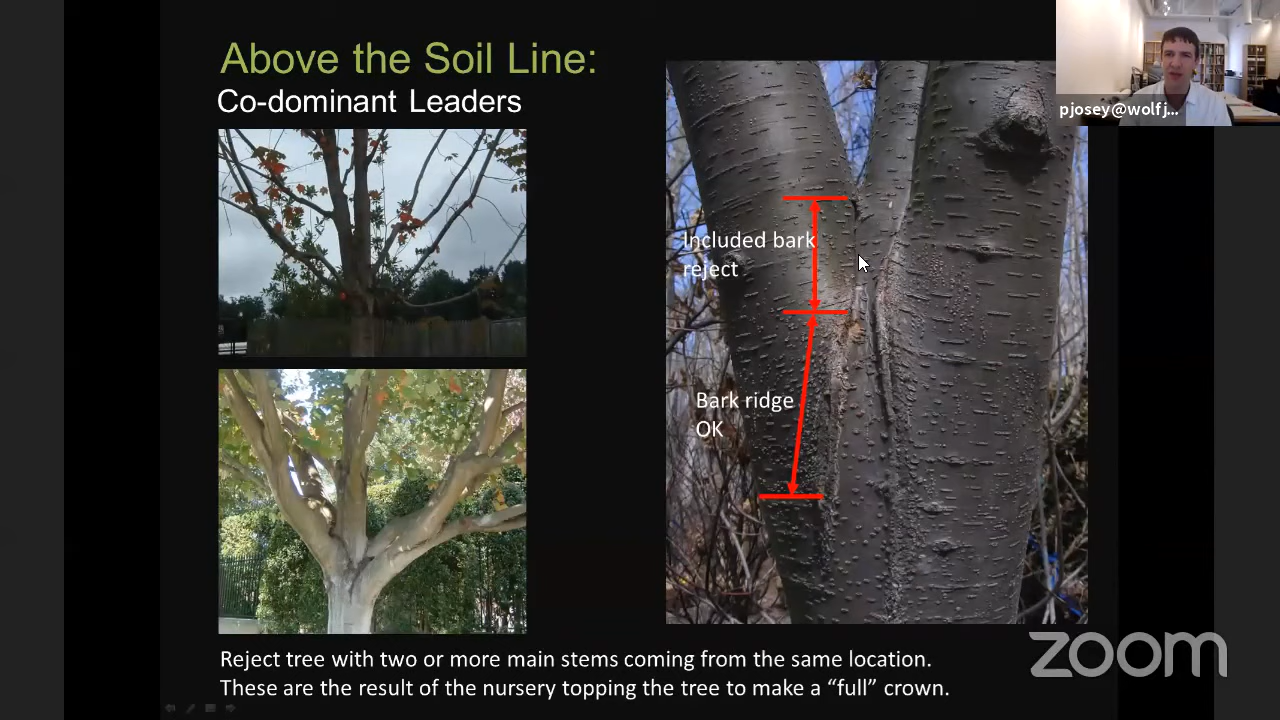 Above the Soil Line:
Co-dominant Leaders
pjosey@wolfj...
Included bark
reject
Bark ridge
OK
Reject tree with two or more main stems coming from the same location.
These are the result of the nursery topping the tree to make a “full” crown.
zoom